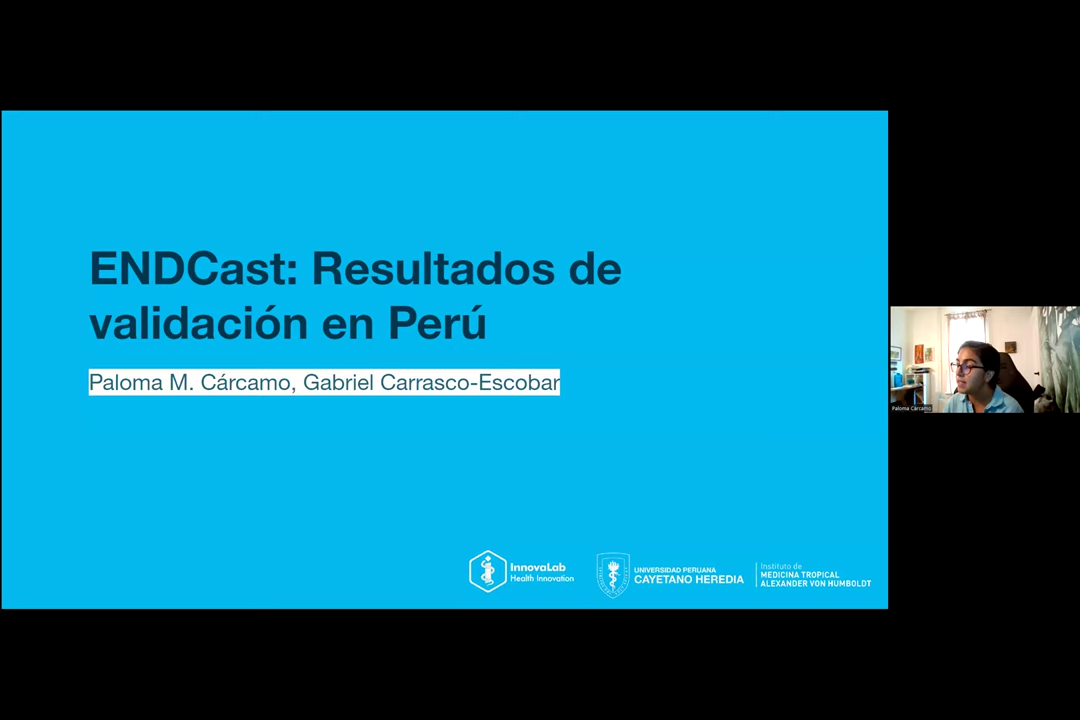 ENDCast: Resultados de
validación en Perú
Paloma M. Cárcamo, Gabriel Carrasco-Escobar
InnovaLab
Health Innovation
UNIVERSIDAD PERUANA
CAYETANO HEREDIA
Instituto de
MEDICINA TROPICAL
ALEXANDER VON HUMBOLDT
Paloma Cárcamo